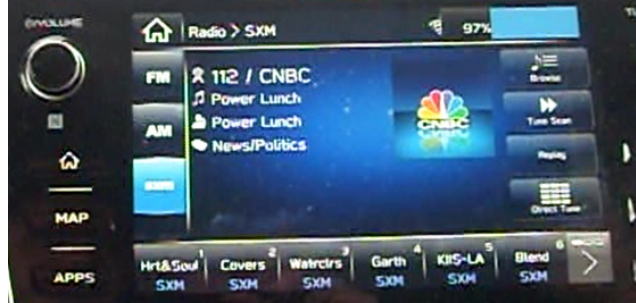 VOLUME
Radio > SXM
97%
FM
112 / CNBC
Power Lunch
Power Lunch
News/Politics
CNBC
Browse
Tune Scan
AM
Replay
SXM
Direct Tune
MAP
APPS
Hrt&Soul 1
SXM
Covers 2
SXM
Watrclrs 3
SXM
Garth 4
SXM
KIIS-LA 5
SXM
Blend 6
SXM